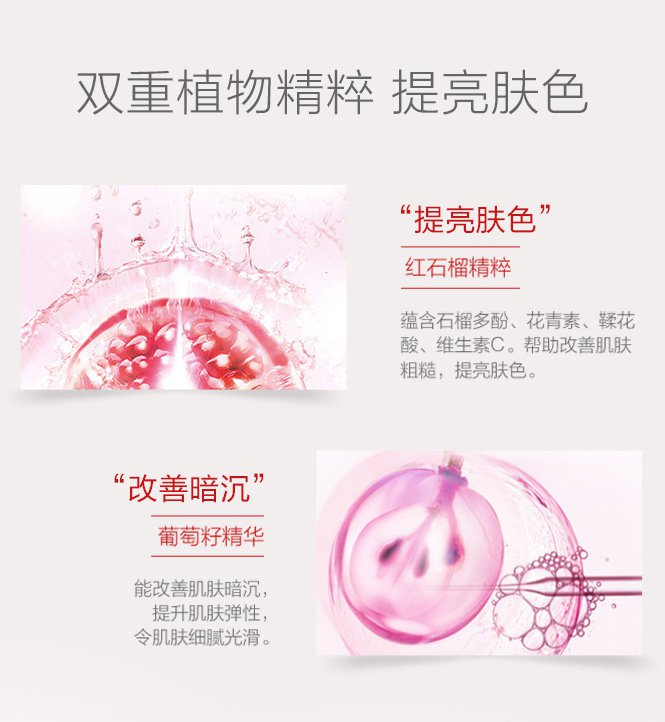 双重植物精粹 提亮肤色
“提亮肤色”
红石榴精粹
蕴含石榴多酚、花青素、鞣花
酸、维生素C。帮助改善肌肤
粗糙，提亮肤色。
“改善暗沉”
葡萄籽精华
能改善肌肤暗沉，
提升肌肤弹性，
令肌肤细腻光滑。